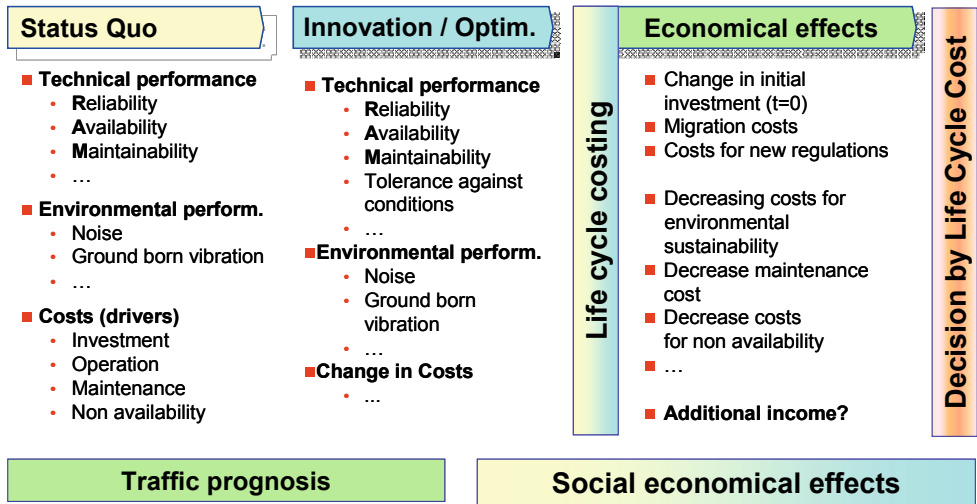 Status Quo
Technical performance
Reliability
Availability
Maintainability
…
Environmental perform.
Noise
Ground born vibration
…
Costs (drivers)
Investment
Operation
Maintenance
Non availability
Innovation / Optim.
Technical performance
Reliability
Availability
Maintainability
Tolerance against
conditions
…
Environmental perform.
Noise
Ground born
vibration
…
Change in Costs
...
Life cycle costing
Economical effects
Change in initial
investment (t=0)
Migration costs
Costs for new regulations
Decreasing costs for
environmental
sustainability
Decrease maintenance
cost
Decrease costs
for non availability
…
Additional income?
Decision by Life Cycle Cost
Traffic prognosis
Social economical effects